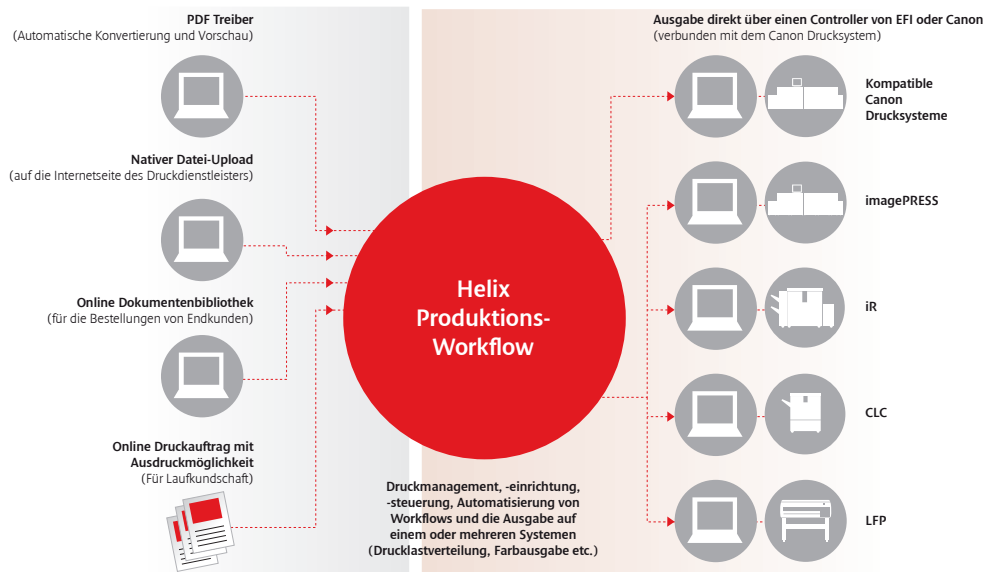 PDF Treiber
(Automatische Konvertierung und Vorschau)
Nativer Datei-Upload
(auf die Internetseite des Druckdienstleisters)
Online Dokumentenbibliothek
(für die Bestellungen von Endkunden)
Online Druckauftrag mit
Ausdruckmöglichkeit
(Für Laufkundschaft)
Helix
Produktions-
Workflow
Druckmanagement, -einrichtung,
-steuerung, Automatisierung von
Workflows und die Ausgabe auf
einem oder mehreren Systemen
(Drucklastverteilung, Farbausgabe etc.)
Ausgabe direkt über einen Controller von EFI oder Canon
(verbunden mit dem Canon Drucksystem)
Kompatible
Canon
Drucksysteme
imagePRESS
iR
CLC
LFP